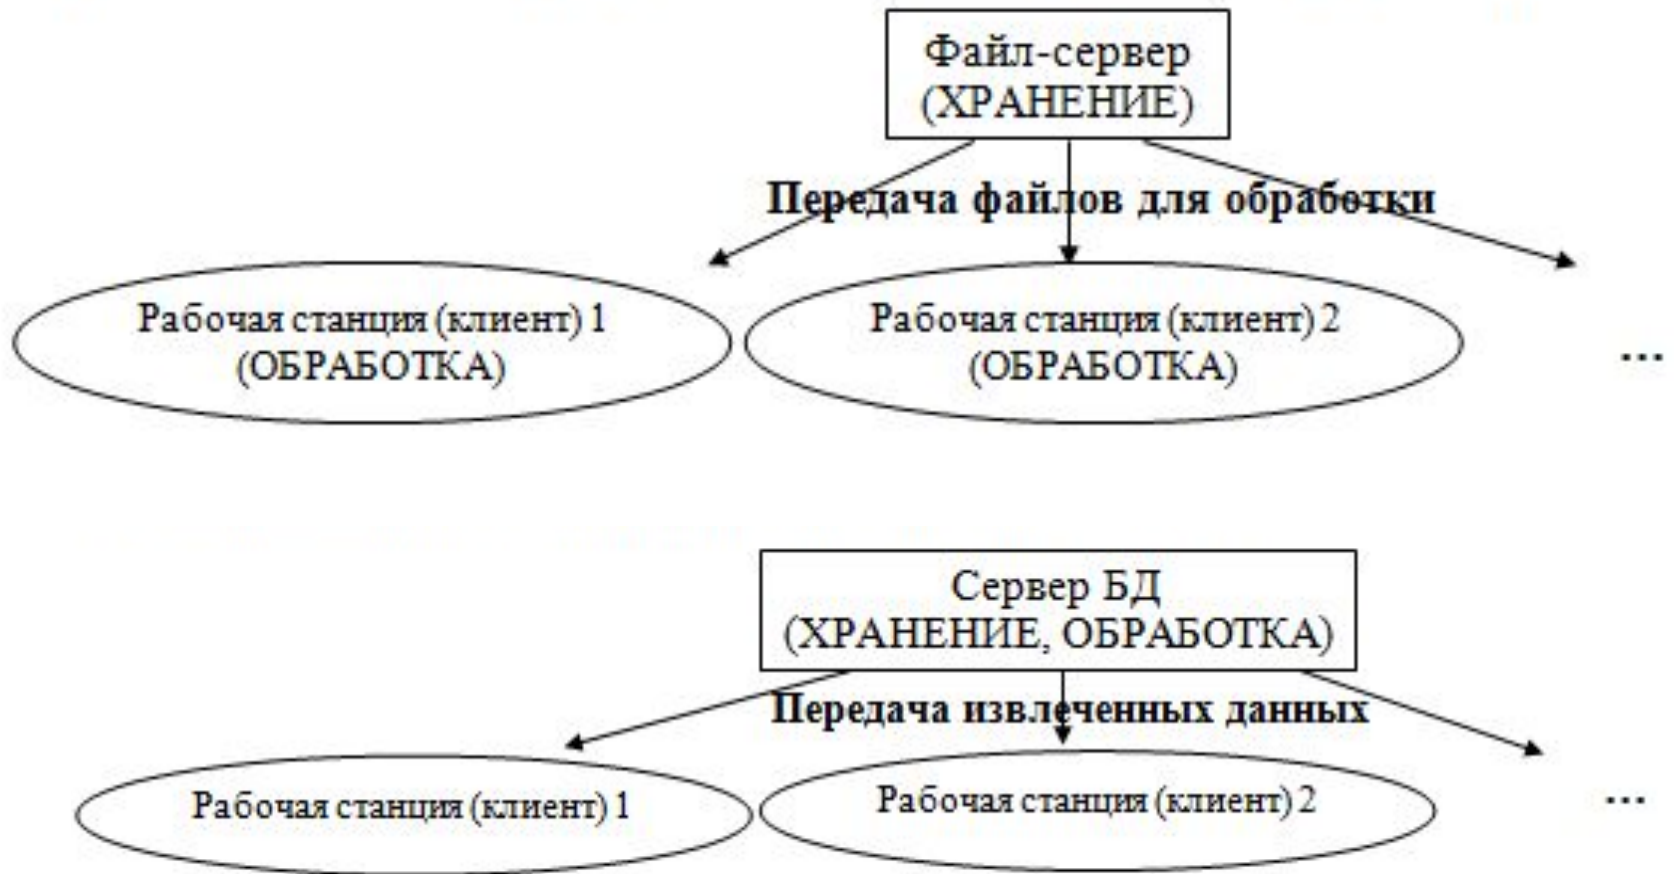 Файл-сервер
(ХРАНЕНИЕ)
Передача файлов для обработки
Рабочая станция (клиент) 1
(ОБРАБОТКА)
Рабочая станция (клиент) 2
(ОБРАБОТКА)
...
Сервер БД
(ХРАНЕНИЕ, ОБРАБОТКА)
Передача извлеченных данных
Рабочая станция (клиент) 1
Рабочая станция (клиент) 2
...